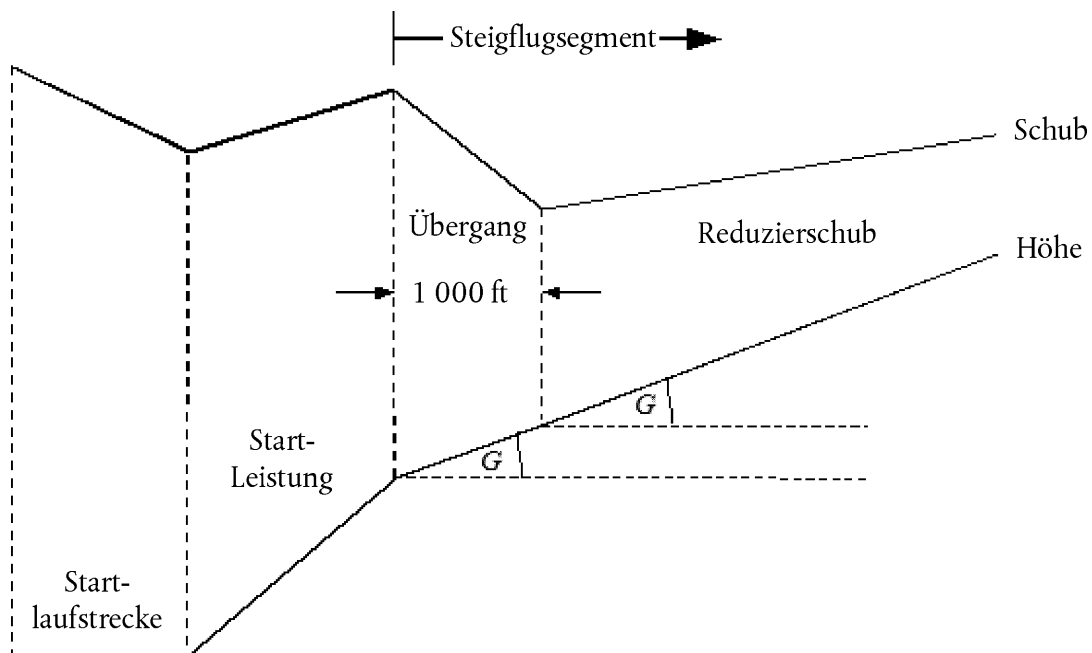 Steigflugsegment
Schub
Übergang
Reduzierschub
Höhe
1 000 ft
G
Start-
Leistung
G
Start-
laufstrecke